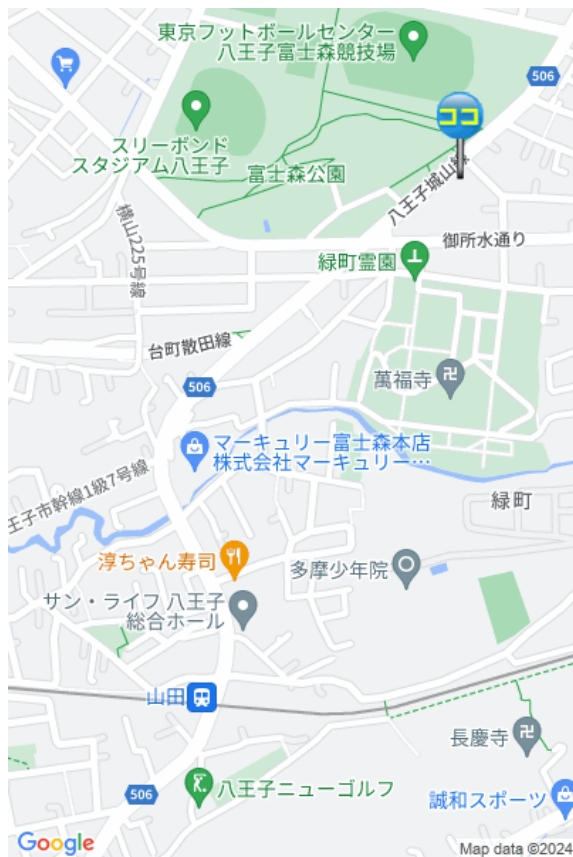 東京フットボールセンター
八王子富士森競技場
506
ココ
スリーボンド
スタジアム八王子
富士森公園
八王子城山線
横山225号線
御所水通り
緑町霊園
台町散田線
506
萬福寺
マーキュリー富士森本店
株式会社マーキュリー…
王子市幹線1級7号線
緑町
淳ちゃん寿司
多摩少年院
サン・ライフ 八王子
総合ホール
山田
長慶寺
506
八王子ニューゴルフ
誠和スポーツ
Google
Map data ©2024